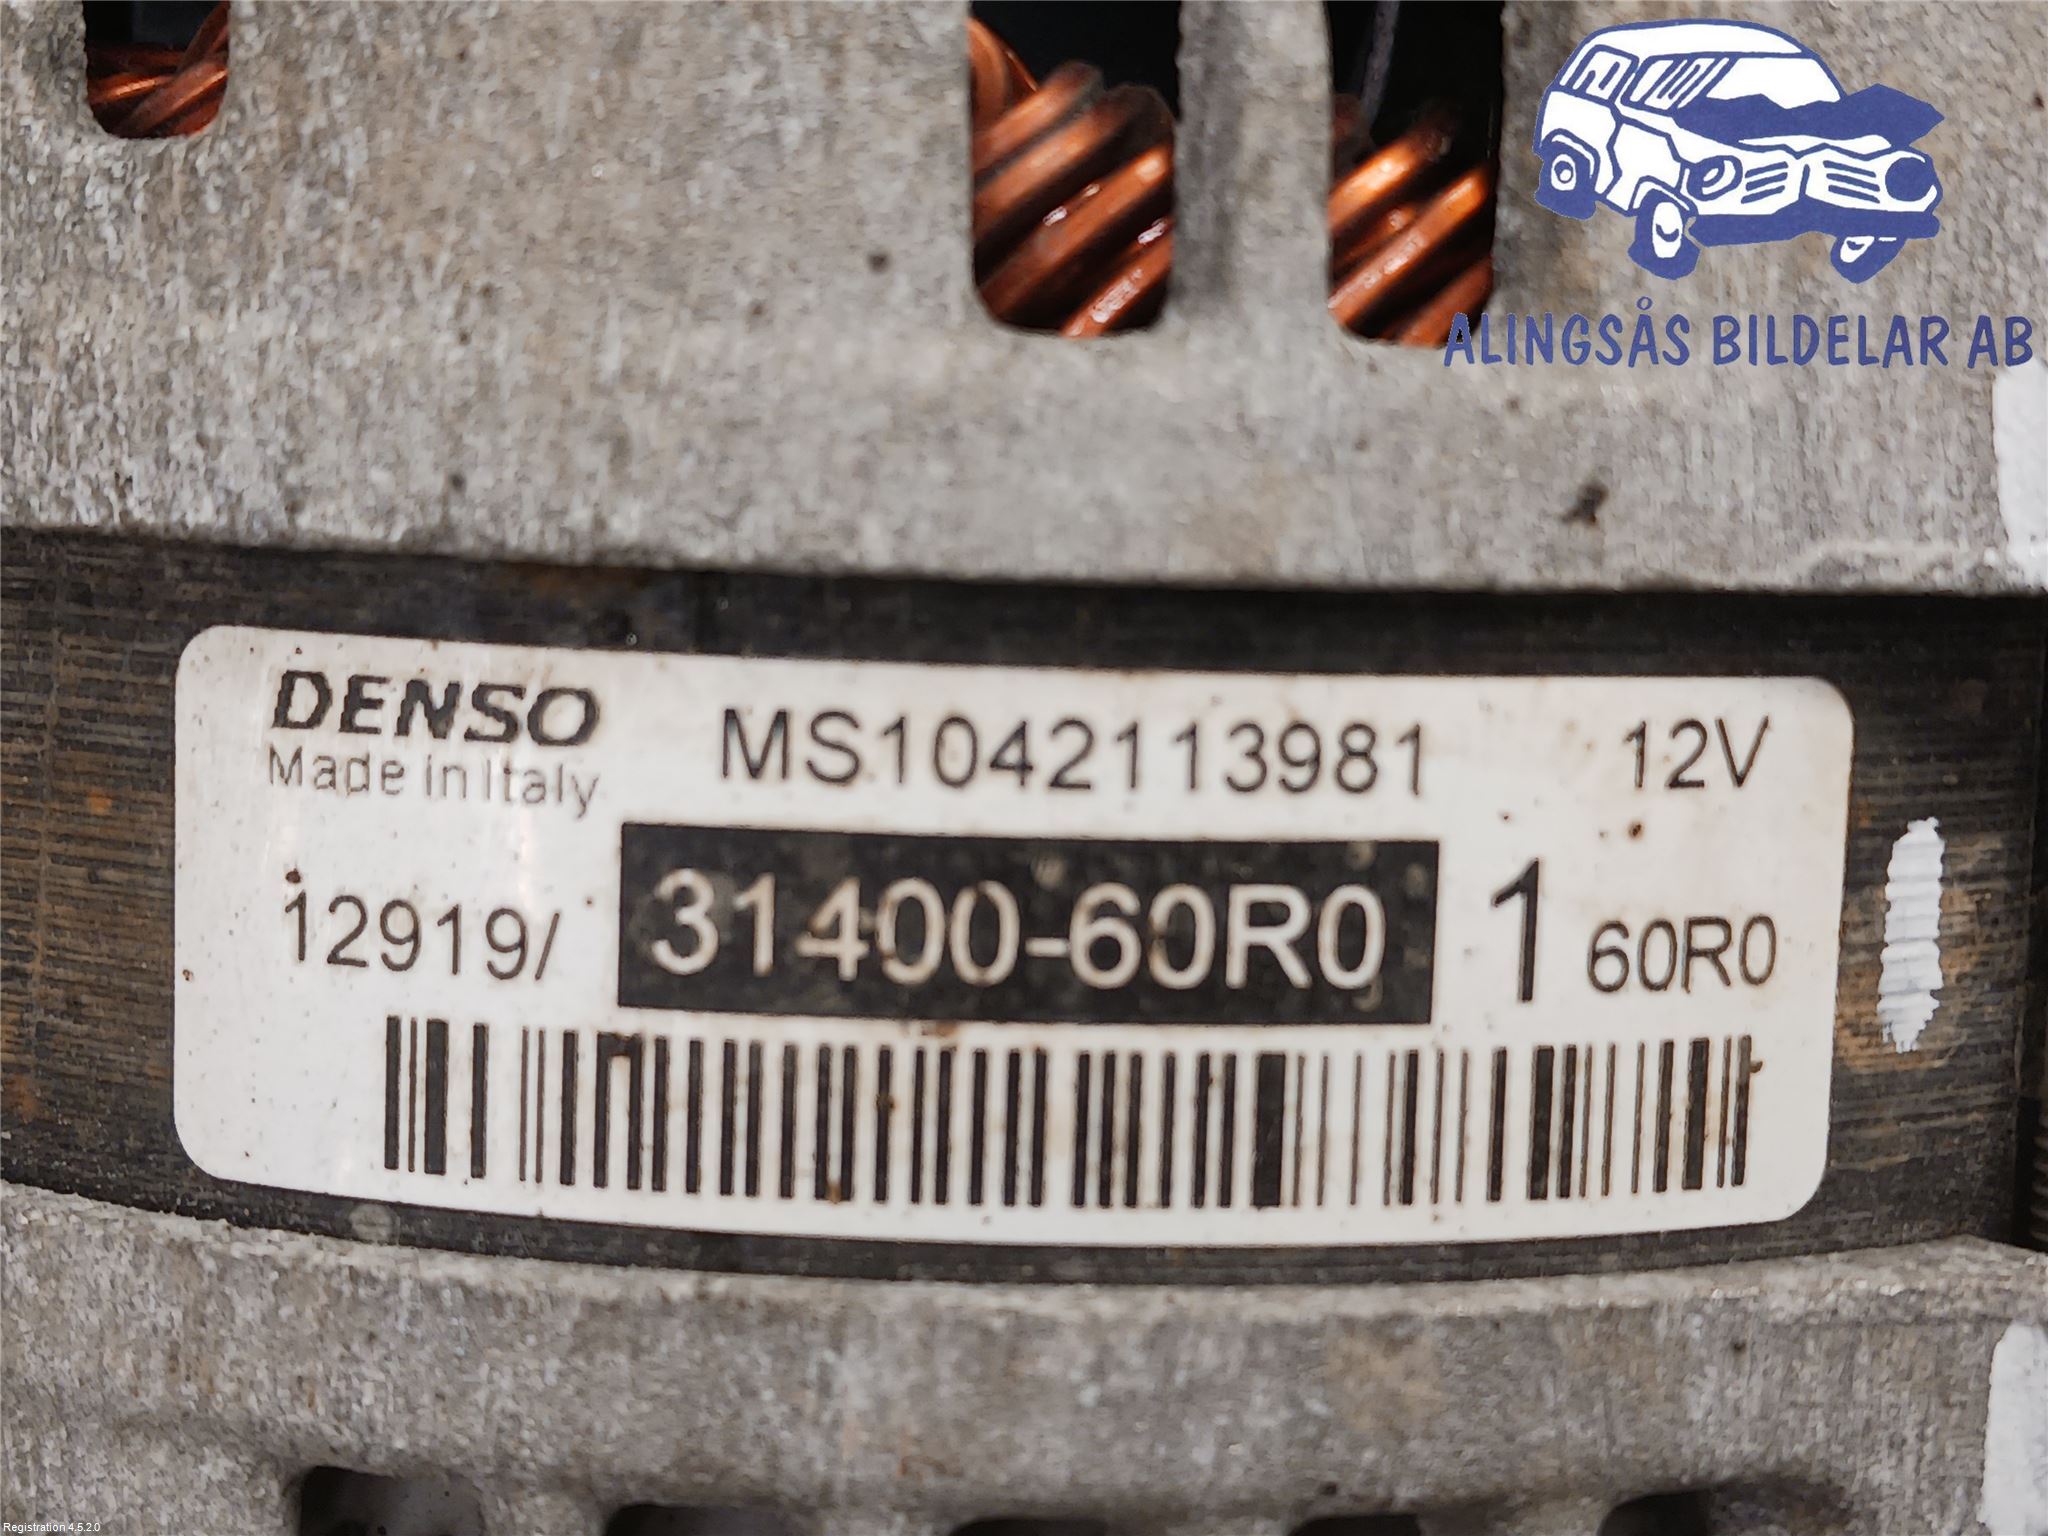 ALINGSÅS BILDELAR AB
DENSO
Made in Italy
MS1042113981 12V
12919/ 31400-60R0 1 60R0
Registration 4.5.2.0